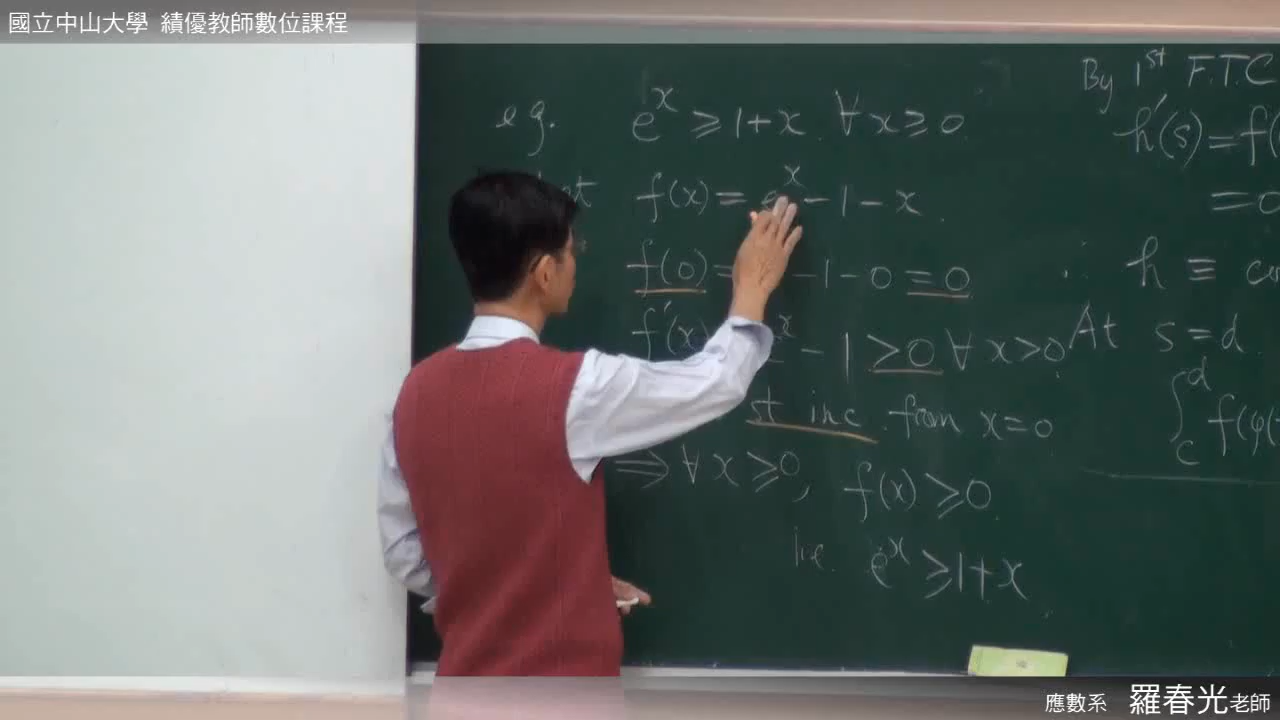 國立中山大學 績優教師數位課程
eg. e^x ≥ 1 + x ∀ x ≥ 0
f(x) = e^x - 1 - x.
f(0) = - 1 - 0 = 0
f'(x) e^x - 1 > 0 ∀ x > 0
st inc. from x = 0
⇒ ∀ x ≥ 0, f(x) ≥ 0.
i.e. e^x ≥ 1 + x
By 1st F.T.C
h'(s) = f(
=
∴ h ≡
At s = d
∫_c^d f(φ(
應數系 羅春光老師